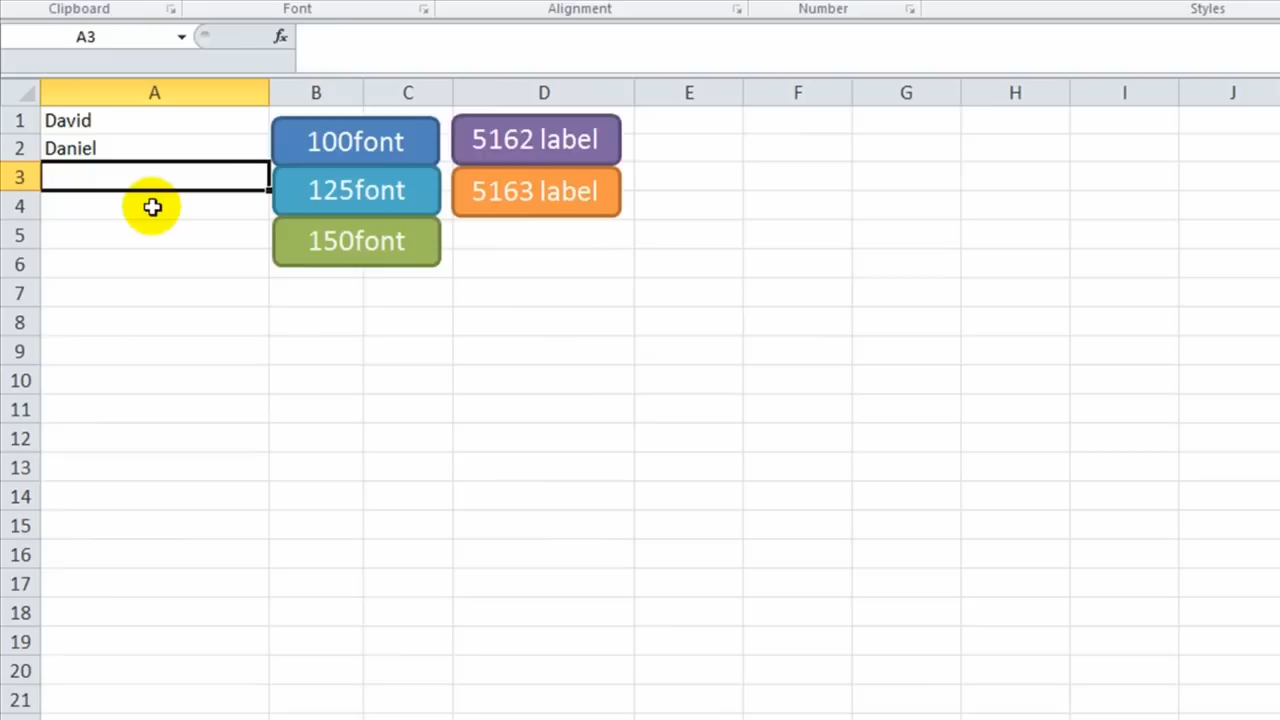 Clipboard Font Alignment Number Styles
A3 fx
A B C D E F G H I J
1 David
2 Daniel
100font 5162 label
3
125font 5163 label
4
5
150font
6
7
8
9
10
11
12
13
14
15
16
17
18
19
20
21